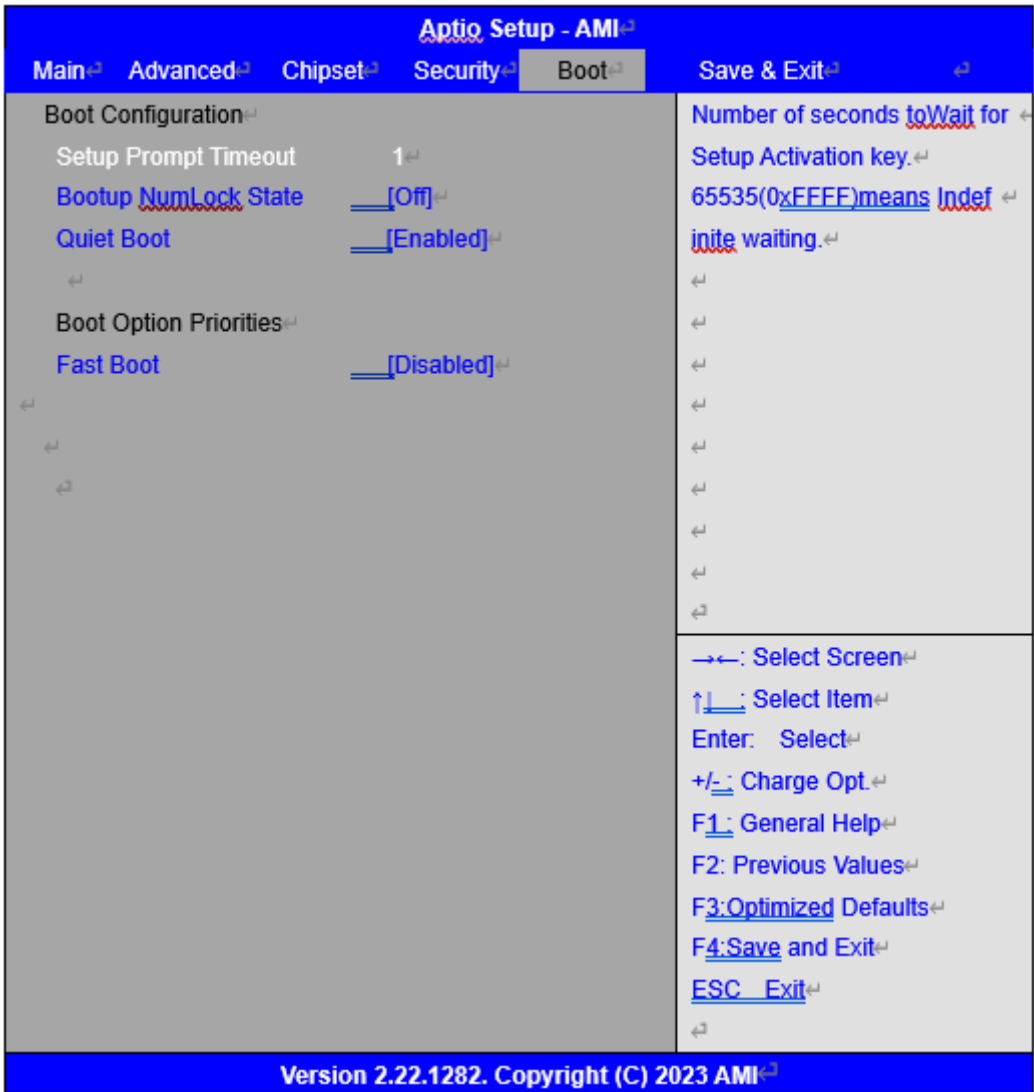 Aptio Setup - AMI
Main Advanced Chipset Security Boot Save & Exit
Boot Configuration
Setup Prompt Timeout 1
Bootup NumLock State [Off]
Quiet Boot [Enabled]
Boot Option Priorities
Fast Boot [Disabled]
Number of seconds toWait for
Setup Activation key.
65535(0xFFFF)means Indef
inite waiting.
→←: Select Screen
↑↓ : Select Item
Enter: Select
+/- : Charge Opt.
F1 : General Help
F2: Previous Values
F3:Optimized Defaults
F4:Save and Exit
ESC Exit
Version 2.22.1282. Copyright (C) 2023 AMI